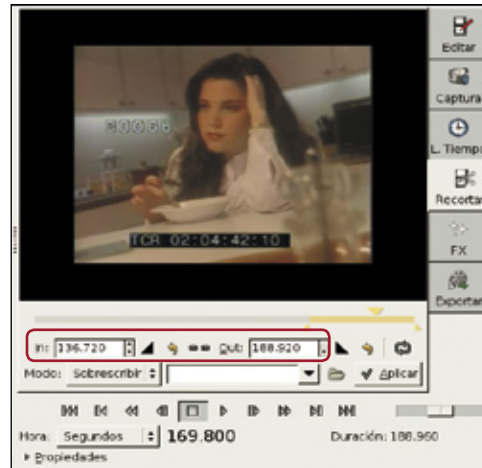 Editar
Captura
L. Tiempo
Recortar
FX
Exportar
TCR 02:04:42:10
In: 136.720 Out: 188.920
Modo: Sobrescribir Aplicar
Hora: Segundos 169.800 Duración: 188.960
Propiedades